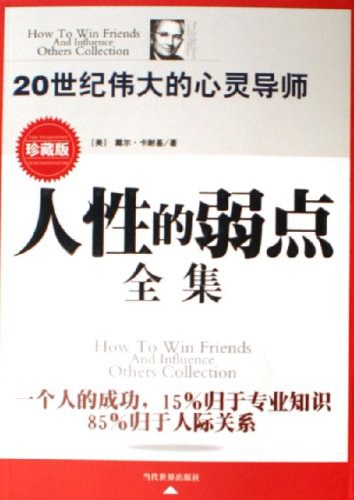 How To Win Friends
And Influence
Others Collection
20世纪伟大的心灵导师
珍藏版
[美] 戴尔·卡耐基/著
人性的弱点
全集
How To Win Friends
And Influence
Others Collection
一个人的成功，15%归于专业知识
85%归于人际关系
当代世界出版社